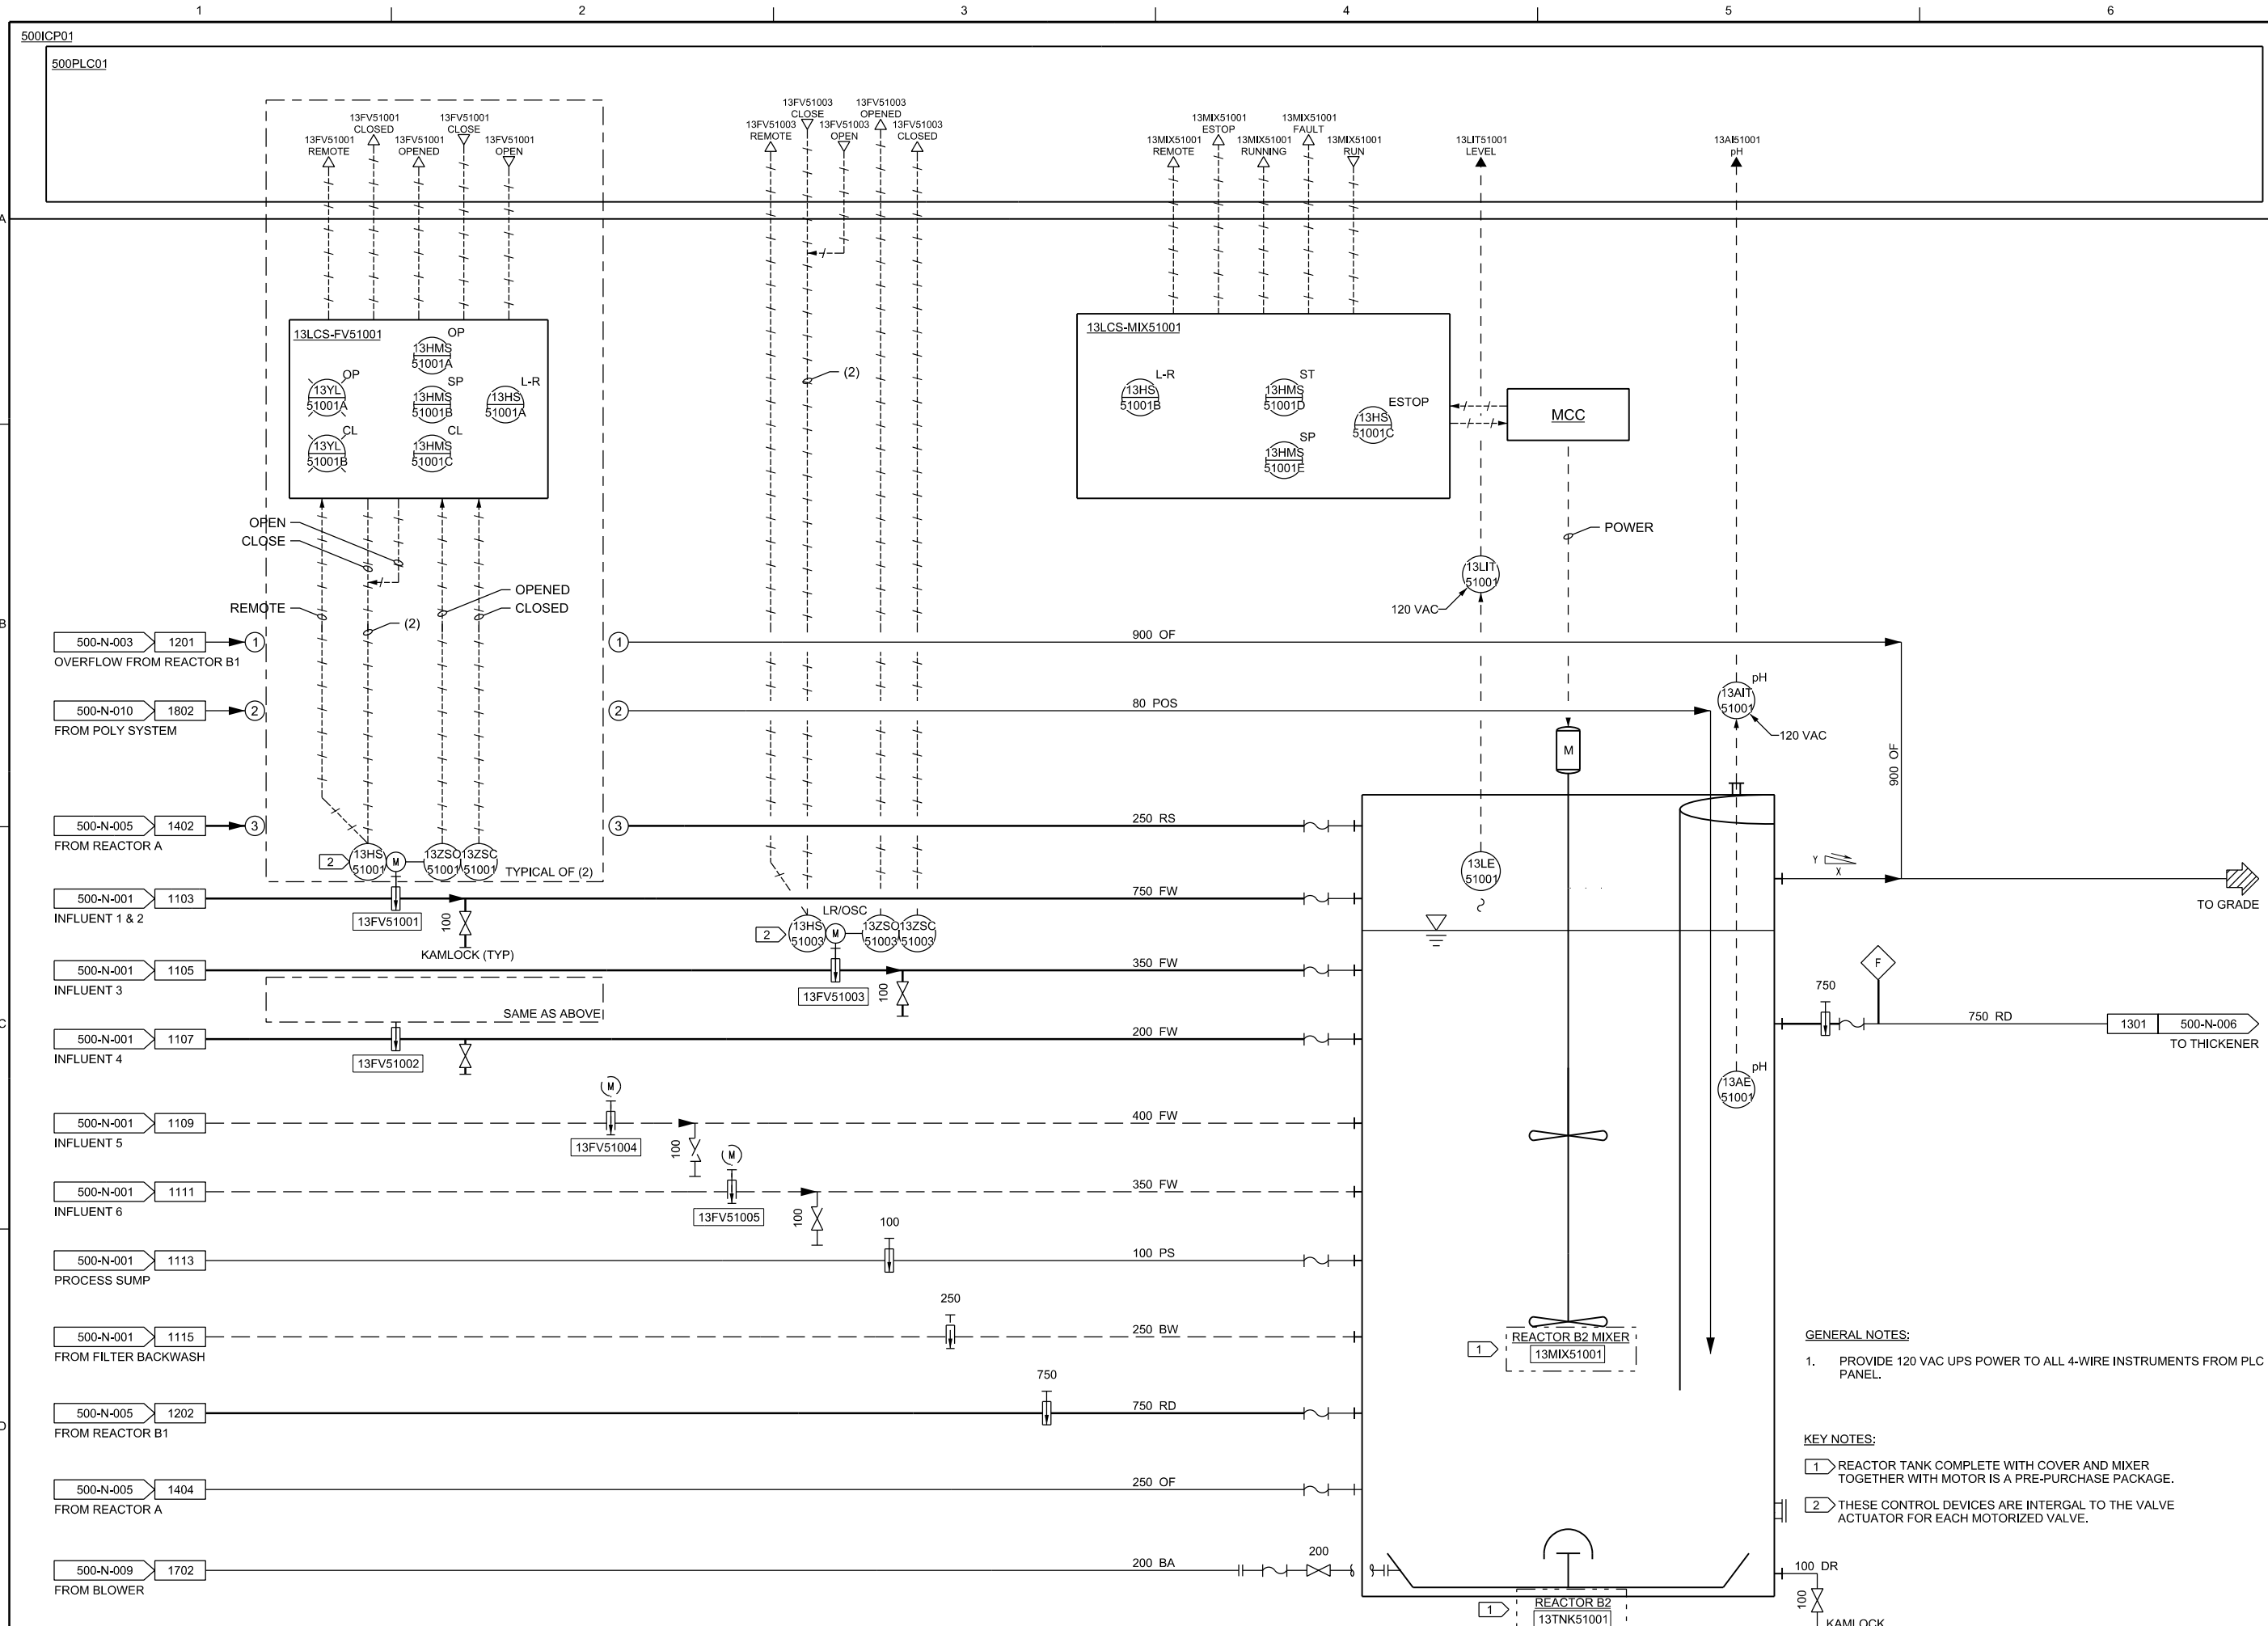 1 2 3 4 5 6
500ICP01
500PLC01
13FV51001
REMOTE
13FV51001
CLOSED
13FV51001
OPENED
13FV51001
CLOSE
13FV51001
OPEN
13FV51003
REMOTE
13FV51003
CLOSE
13FV51003
OPEN
13FV51003
OPENED
13FV51003
CLOSED
13MIX51001
REMOTE
13MIX51001
ESTOP
13MIX51001
RUNNING
13MIX51001
FAULT
13MIX51001
RUN
13LIT51001
LEVEL
13AI51001
pH
A
13LCS-FV51001
OP
13HMS
51001A
OP
13YL
51001A
SP
13HMS
51001B
L-R
13HS
51001A
CL
13YL
51001B
CL
13HMS
51001C
(2)
13LCS-MIX51001
L-R
13HS
51001B
ST
13HMS
51001D
ESTOP
13HS
51001C
SP
13HMS
51001E
MCC
OPEN
CLOSE
REMOTE
(2)
OPENED
CLOSED
POWER
13LIT
51001
120 VAC
B
500-N-003 1201 1 1 900 OF
OVERFLOW FROM REACTOR B1
500-N-010 1802 2 2 80 POS
FROM POLY SYSTEM
pH
13AIT
51001
120 VAC
M
900 OF
500-N-005 1402 3 3 250 RS
FROM REACTOR A
2
13HS
51001
M
13ZSO
51001
13ZSC
51001
TYPICAL OF (2)
13LE
51001
Y
X
TO GRADE
500-N-001 1103 750 FW
INFLUENT 1 & 2
13FV51001
100
KAMLOCK (TYP)
2
13HS
51003
LR/OSC
M
13ZSO
51003
13ZSC
51003
500-N-001 1105 350 FW
INFLUENT 3
13FV51003
100
SAME AS ABOVE
F
750
750 RD
1301 500-N-006
TO THICKENER
C
500-N-001 1107 200 FW
INFLUENT 4
13FV51002
pH
13AE
51001
M
500-N-001 1109 400 FW
INFLUENT 5
13FV51004
100
M
500-N-001 1111 350 FW
INFLUENT 6
13FV51005
100
100
500-N-001 1113 100 PS
PROCESS SUMP
250
500-N-001 1115 250 BW
FROM FILTER BACKWASH
1
REACTOR B2 MIXER
13MIX51001
GENERAL NOTES:
1. PROVIDE 120 VAC UPS POWER TO ALL 4-WIRE INSTRUMENTS FROM PLC
PANEL.
750
500-N-005 1202 750 RD
FROM REACTOR B1
D
KEY NOTES:
1 REACTOR TANK COMPLETE WITH COVER AND MIXER
TOGETHER WITH MOTOR IS A PRE-PURCHASE PACKAGE.
500-N-005 1404 250 OF
FROM REACTOR A
2 THESE CONTROL DEVICES ARE INTERGAL TO THE VALVE
ACTUATOR FOR EACH MOTORIZED VALVE.
500-N-009 1702 200 BA
FROM BLOWER
200
100 DR
100
KAMLOCK
1
REACTOR B2
13TNK51001